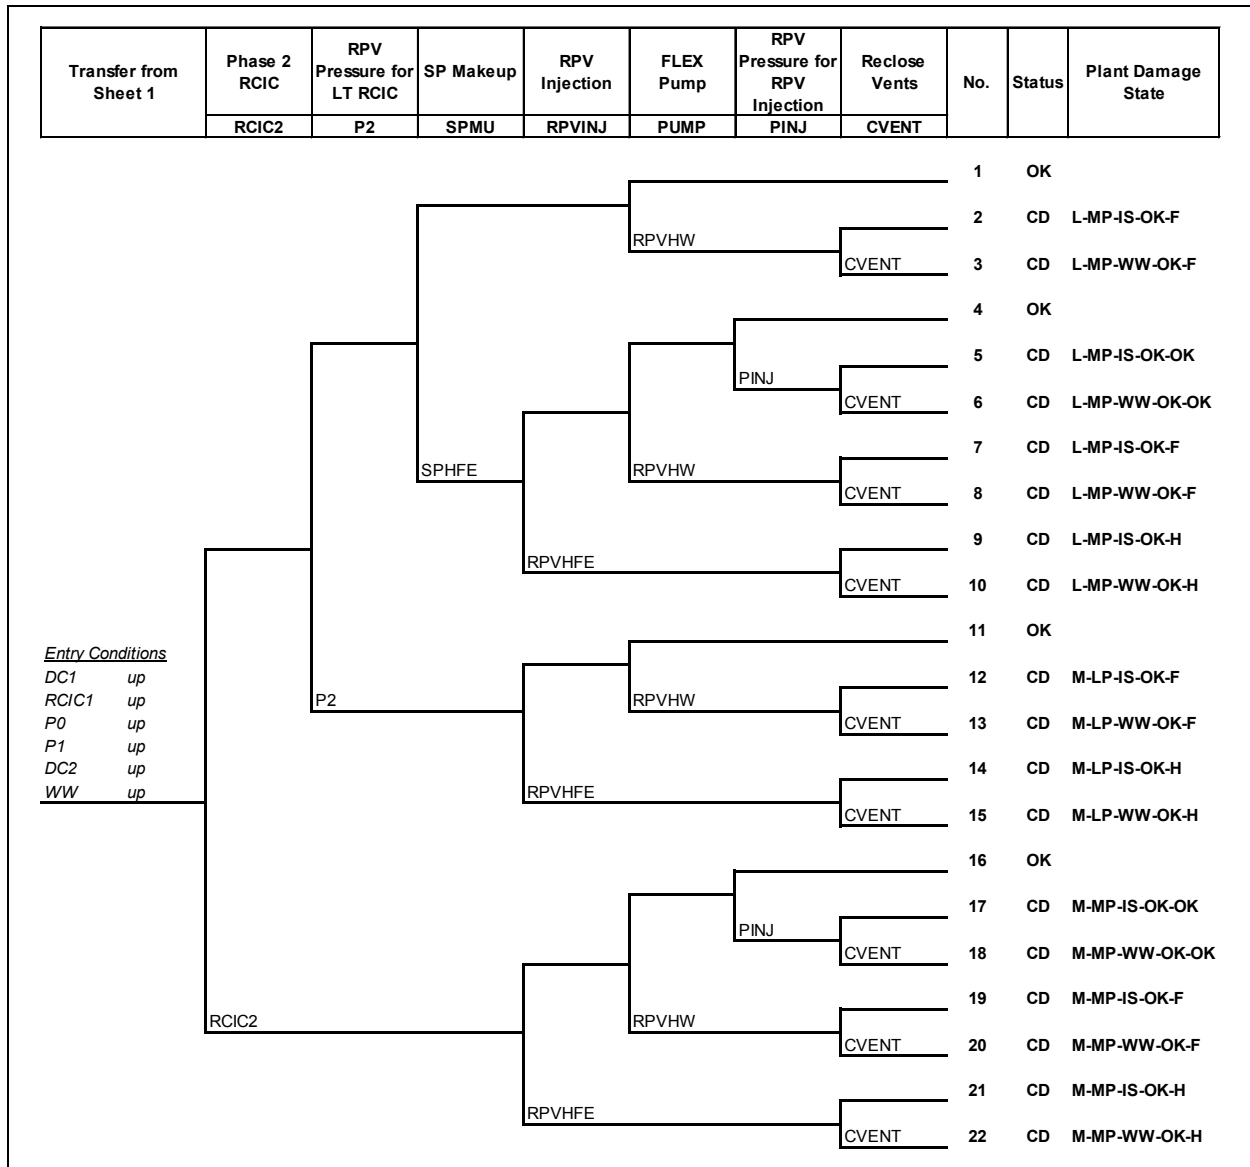 Transfer from
Sheet 1
Phase 2
RCIC
RPV
Pressure for
LT RCIC
SP Makeup
RPV
Injection
FLEX
Pump
RPV
Pressure for
RPV
Injection
Reclose
Vents
No.
Status
Plant Damage
State
RCIC2 P2 SPMU RPVINJ PUMP PINJ CVENT
1 OK
2 CD L-MP-IS-OK-F
RPVHW
CVENT 3 CD L-MP-WW-OK-F
4 OK
5 CD L-MP-IS-OK-OK
PINJ
CVENT 6 CD L-MP-WW-OK-OK
7 CD L-MP-IS-OK-F
SPHFE RPVHW
CVENT 8 CD L-MP-WW-OK-F
9 CD L-MP-IS-OK-H
RPVHFE
CVENT 10 CD L-MP-WW-OK-H
11 OK
Entry Conditions
DC1 up
12 CD M-LP-IS-OK-F
RCIC1 up
P2 RPVHW
P0 up
CVENT 13 CD M-LP-WW-OK-F
P1 up
DC2 up
14 CD M-LP-IS-OK-H
WW up
RPVHFE
CVENT 15 CD M-LP-WW-OK-H
16 OK
17 CD M-MP-IS-OK-OK
PINJ
CVENT 18 CD M-MP-WW-OK-OK
19 CD M-MP-IS-OK-F
RCIC2 RPVHW
CVENT 20 CD M-MP-WW-OK-F
21 CD M-MP-IS-OK-H
RPVHFE
CVENT 22 CD M-MP-WW-OK-H